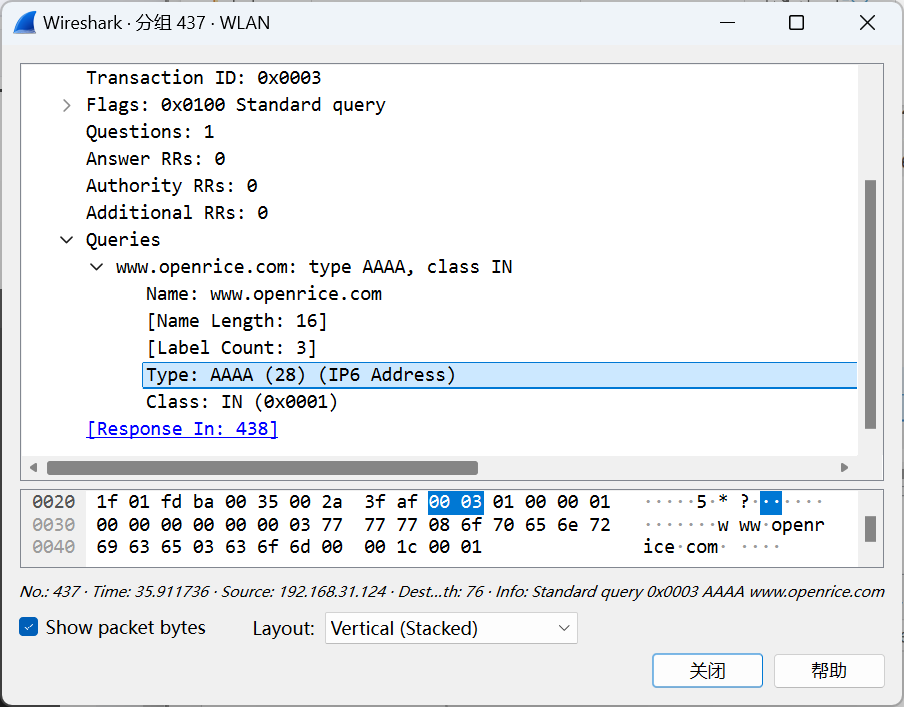 Wireshark · 分组 437 · WLAN
Transaction ID: 0x0003
Flags: 0x0100 Standard query
Questions: 1
Answer RRs: 0
Authority RRs: 0
Additional RRs: 0
Queries
www.openrice.com: type AAAA, class IN
Name: www.openrice.com
[Name Length: 16]
[Label Count: 3]
Type: AAAA (28) (IP6 Address)
Class: IN (0x0001)
[Response In: 438]
0020 1f 01 fd ba 00 35 00 2a 3f af 00 03 01 00 00 01 ·····5·* ?·······
0030 00 00 00 00 00 00 03 77 77 77 08 6f 70 65 6e 72 ·······w ww·openr
0040 69 63 65 03 63 6f 6d 00 00 1c 00 01 ice·com· ····
No.: 437 · Time: 35.911736 · Source: 192.168.31.124 · Dest...th: 76 · Info: Standard query 0x0003 AAAA www.openrice.com
Show packet bytes Layout: Vertical (Stacked)
关闭 帮助